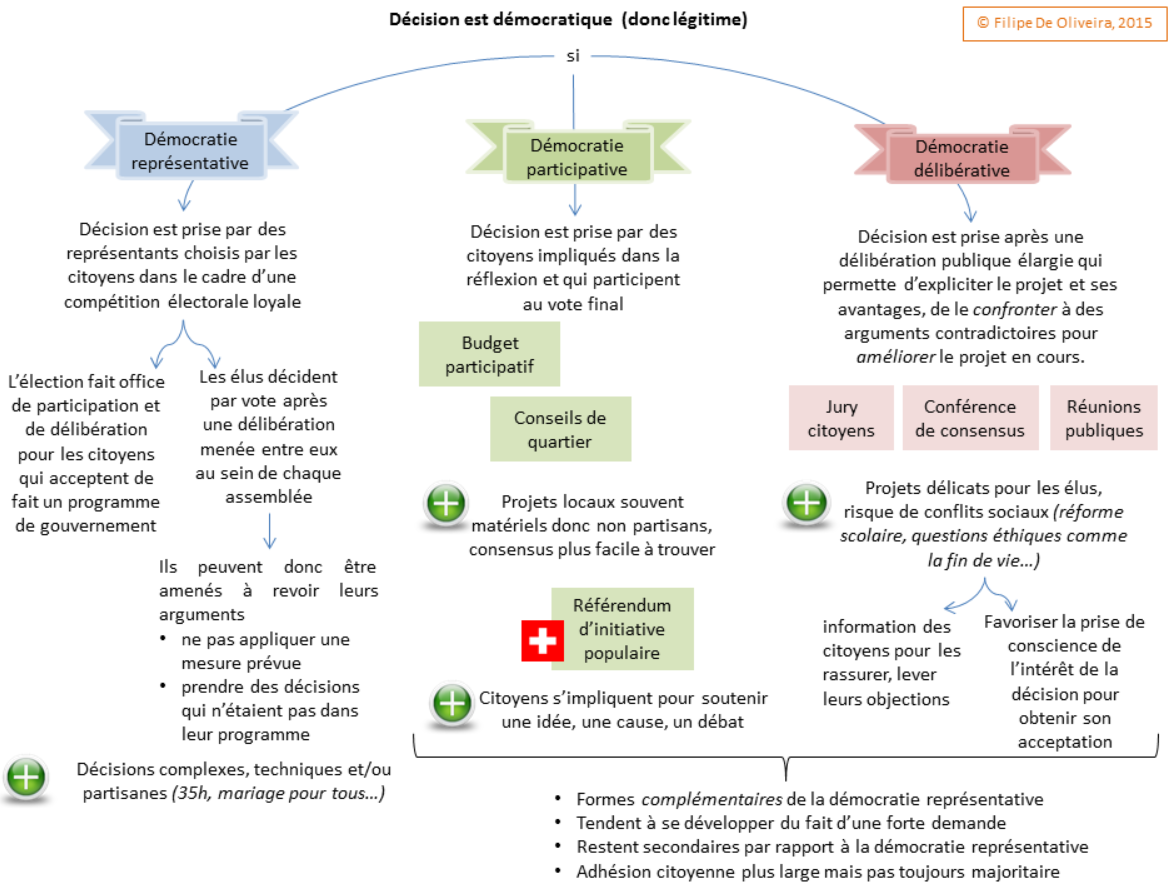 Décision est démocratique (donc légitime)
© Filipe De Oliveira, 2015
si
Démocratie
représentative
Décision est prise par des
représentants choisis par les
citoyens dans le cadre d’une
compétition électorale loyale
L’élection fait office
de participation et
de délibération
pour les citoyens
qui acceptent de
fait un programme
de gouvernement
Les élus décident
par vote après
une délibération
menée entre eux
au sein de chaque
assemblée
Ils peuvent donc être
amenés à revoir leurs
arguments
• ne pas appliquer une
mesure prévue
• prendre des décisions
qui n’étaient pas dans
leur programme
Décisions complexes, techniques et/ou
partisanes (35h, mariage pour tous…)
Démocratie
participative
Décision est prise par des
citoyens impliqués dans la
réflexion et qui participent
au vote final
Budget
participatif
Conseils de
quartier
Projets locaux souvent
matériels donc non partisans,
consensus plus facile à trouver
Référendum
d’initiative
populaire
Citoyens s’impliquent pour soutenir
une idée, une cause, un débat
Démocratie
délibérative
Décision est prise après une
délibération publique élargie qui
permette d’expliciter le projet et ses
avantages, de le confronter à des
arguments contradictoires pour
améliorer le projet en cours.
Jury
citoyens
Conférence
de consensus
Réunions
publiques
Projets délicats pour les élus,
risque de conflits sociaux (réforme
scolaire, questions éthiques comme
la fin de vie…)
information des
citoyens pour les
rassurer, lever
leurs objections
Favoriser la prise de
conscience de
l’intérêt de la
décision pour
obtenir son
acceptation
• Formes complémentaires de la démocratie représentative
• Tendent à se développer du fait d’une forte demande
• Restent secondaires par rapport à la démocratie représentative
• Adhésion citoyenne plus large mais pas toujours majoritaire